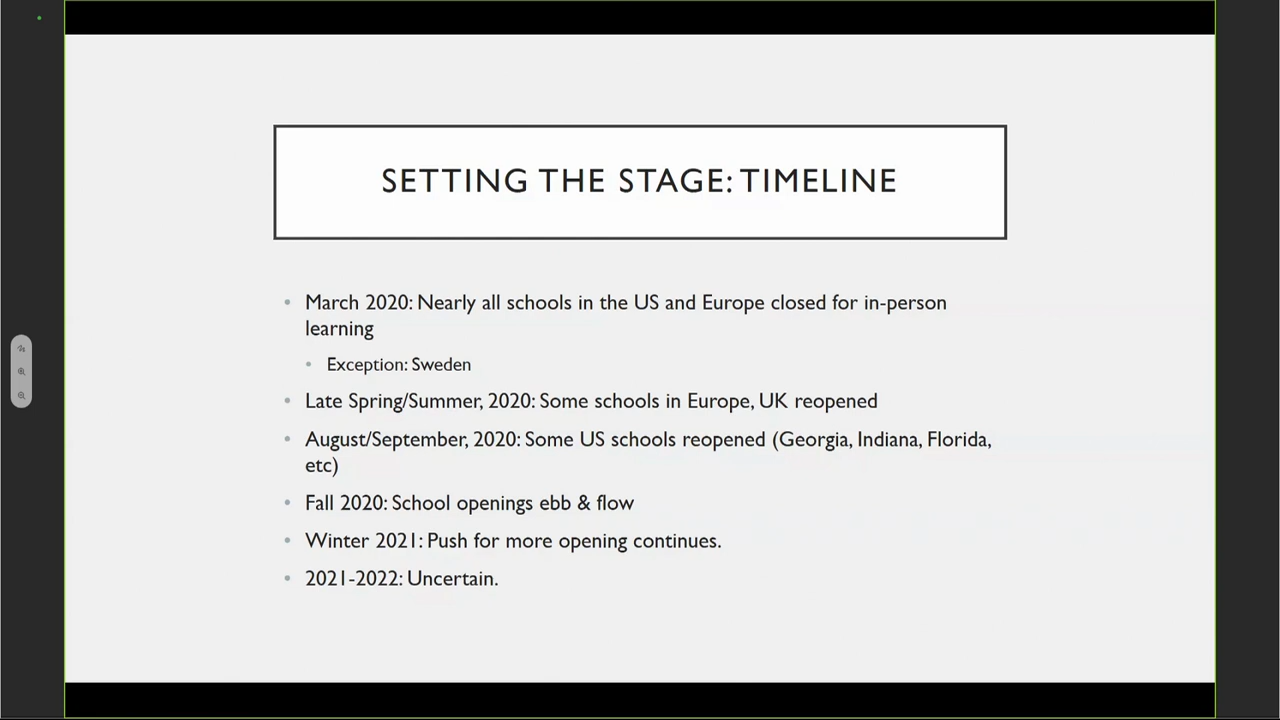 SETTING THE STAGE: TIMELINE
• March 2020: Nearly all schools in the US and Europe closed for in-person
learning
• Exception: Sweden
• Late Spring/Summer, 2020: Some schools in Europe, UK reopened
• August/September, 2020: Some US schools reopened (Georgia, Indiana, Florida,
etc)
• Fall 2020: School openings ebb & flow
• Winter 2021: Push for more opening continues.
• 2021-2022: Uncertain.